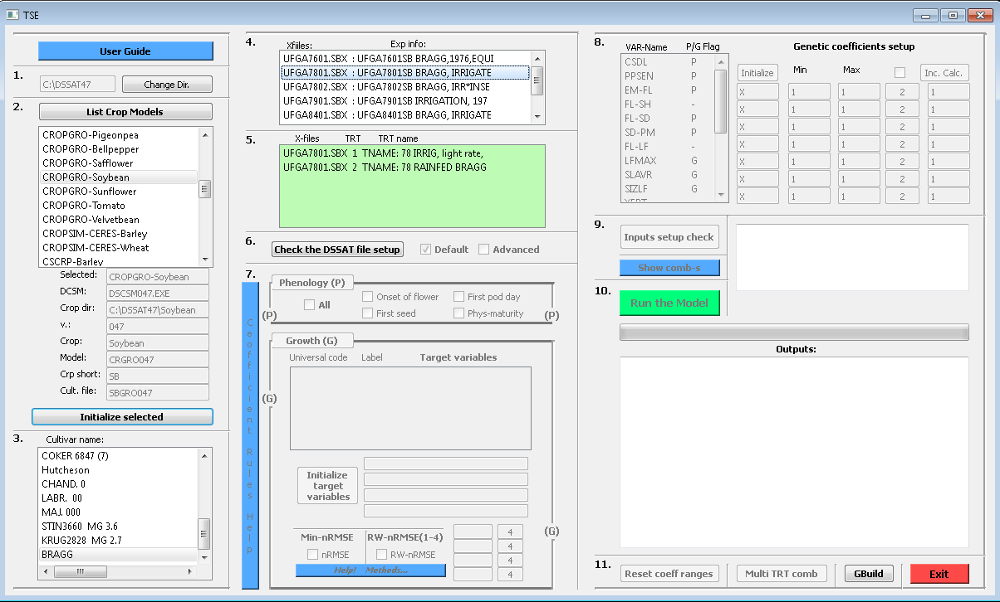 TSE
User Guide
1.
C:\DSSAT47
Change Dir.
2.
List Crop Models
CROPGRO-Pigeonpea
CROPGRO-Bellpepper
CROPGRO-Safflower
CROPGRO-Soybean
CROPGRO-Sunflower
CROPGRO-Tomato
CROPGRO-Velvetbean
CROPSIM-CERES-Barley
CROPSIM-CERES-Wheat
CSCRP-Barley
Selected: CROPGRO-Soybean
DCSM: DSCSM047.EXE
Crop dir: C:\DSSAT47\Soybean
v.: 047
Crop: Soybean
Model: CRGRO047
Crp short: SB
Cult. file: SBGRO047
Initialize selected
3.
Cultivar name:
COKER 6847 (7)
Hutcheson
CHAND. 0
LABR.  00
MAJ. 000
STIN3660  MG 3.6
KRUG2828  MG 2.7
BRAGG
4.
Xfiiles: Exp info:
UFGA7601.SBX  : UFGA7601SB BRAGG,1976,EQUI
UFGA7801.SBX  : UFGA7801SB BRAGG, IRRIGATE
UFGA7802.SBX  : UFGA7802SB BRAGG, IRR*INSE
UFGA7901.SBX  : UFGA7901SB IRRIGATION, 197
UFGA8401.SBX  : UFGA8401SB BRAGG, IRRIGATE
5.
X-files TRT TRT name
UFGA7801.SBX  1  TNAME: 78 IRRIG, light rate,
UFGA7801.SBX  2  TNAME: 78 RAINFED BRAGG
6.
Check the DSSAT file setup
Default
Advanced
7.
Coefficient Rules Help
Phenology (P)
(P)
All
Onset of flower
First pod day
First seed
Phys-maturity
(P)
Growth (G)
Universal code Label Target variables
(G)
Initialize
target
variables
(G)
Min-nRMSE RW-nRMSE(1-4)
nRMSE RW-nRMSE
Help! Methods...
4
4
4
4
8.
VAR-Name P/G Flag
CSDL P
PPSEN P
EM-FL P
FL-SH -
FL-SD P
SD-PM P
FL-LF -
LFMAX G
SLAVR G
SIZLF G
Genetic coefficients setup
Initialize Min Max Inc. Calc.
X 1 1 2 1
X 1 1 2 1
X 1 1 2 1
X 1 1 2 1
X 1 1 2 1
X 1 1 2 1
X 1 1 2 1
9.
Inputs setup check
Show comb-s
10.
Run the Model
Outputs:
11.
Reset coeff ranges
Multi TRT comb
GBuild
Exit